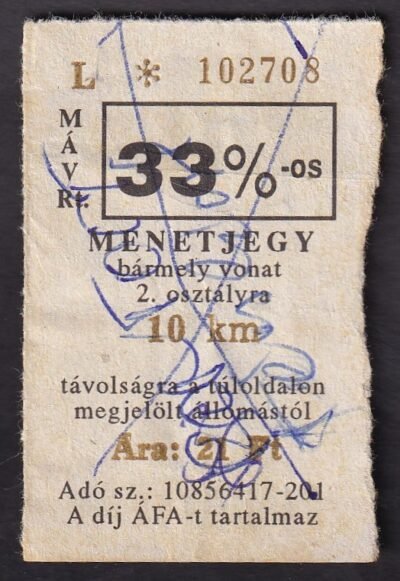 L * 102708
M
Á
V
Rt.
33%-os
MENETJEGY
bármely vonat
2. osztályra
10 km
távolságra a túloldalon
megjelölt állomástól
Ára: 21 Ft
Adó sz.: 10856417-201
A díj ÁFA-t tartalmaz